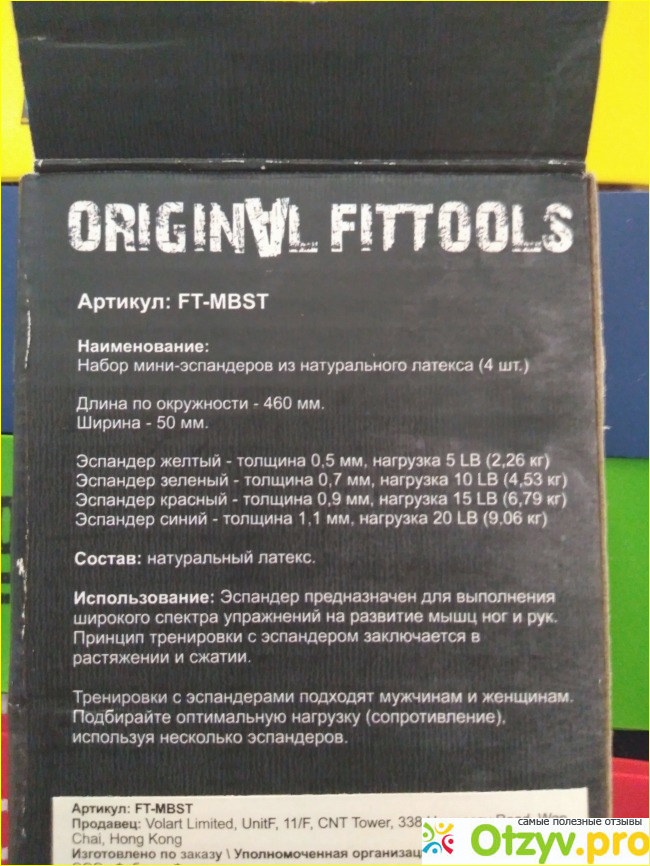 ORIGINAL FITTOOLS
Артикул: FT-MBST
Наименование:
Набор мини-эспандеров из натурального латекса (4 шт.)
Длина по окружности - 460 мм.
Ширина - 50 мм.
Эспандер желтый - толщина 0,5 мм, нагрузка 5 LB (2,26 кг)
Эспандер зеленый - толщина 0,7 мм, нагрузка 10 LB (4,53 кг)
Эспандер красный - толщина 0,9 мм, нагрузка 15 LB (6,79 кг)
Эспандер синий - толщина 1,1 мм, нагрузка 20 LB (9.06 кг)
Состав: натуральный латекс.
Использование: Эспандер предназначен для выполнения
широкого спектра упражнений на развитие мышц ног и рук.
Принцип тренировки с эспандером заключается в
растяжении и сжатии.
Тренировки с эспандерами подходят мужчинам и женщинам.
Подбирайте оптимальную нагрузку (сопротивление),
используя несколько эспандеров.
Артикул: FT-MBST
Продавец: Volart Limited, UnitF, 11/F, CNT Tower, 338
Chai, Hong Kong
Изготовлено по заказу \ Уполномоченная
самые полезные отзывы
Otzyv.pro